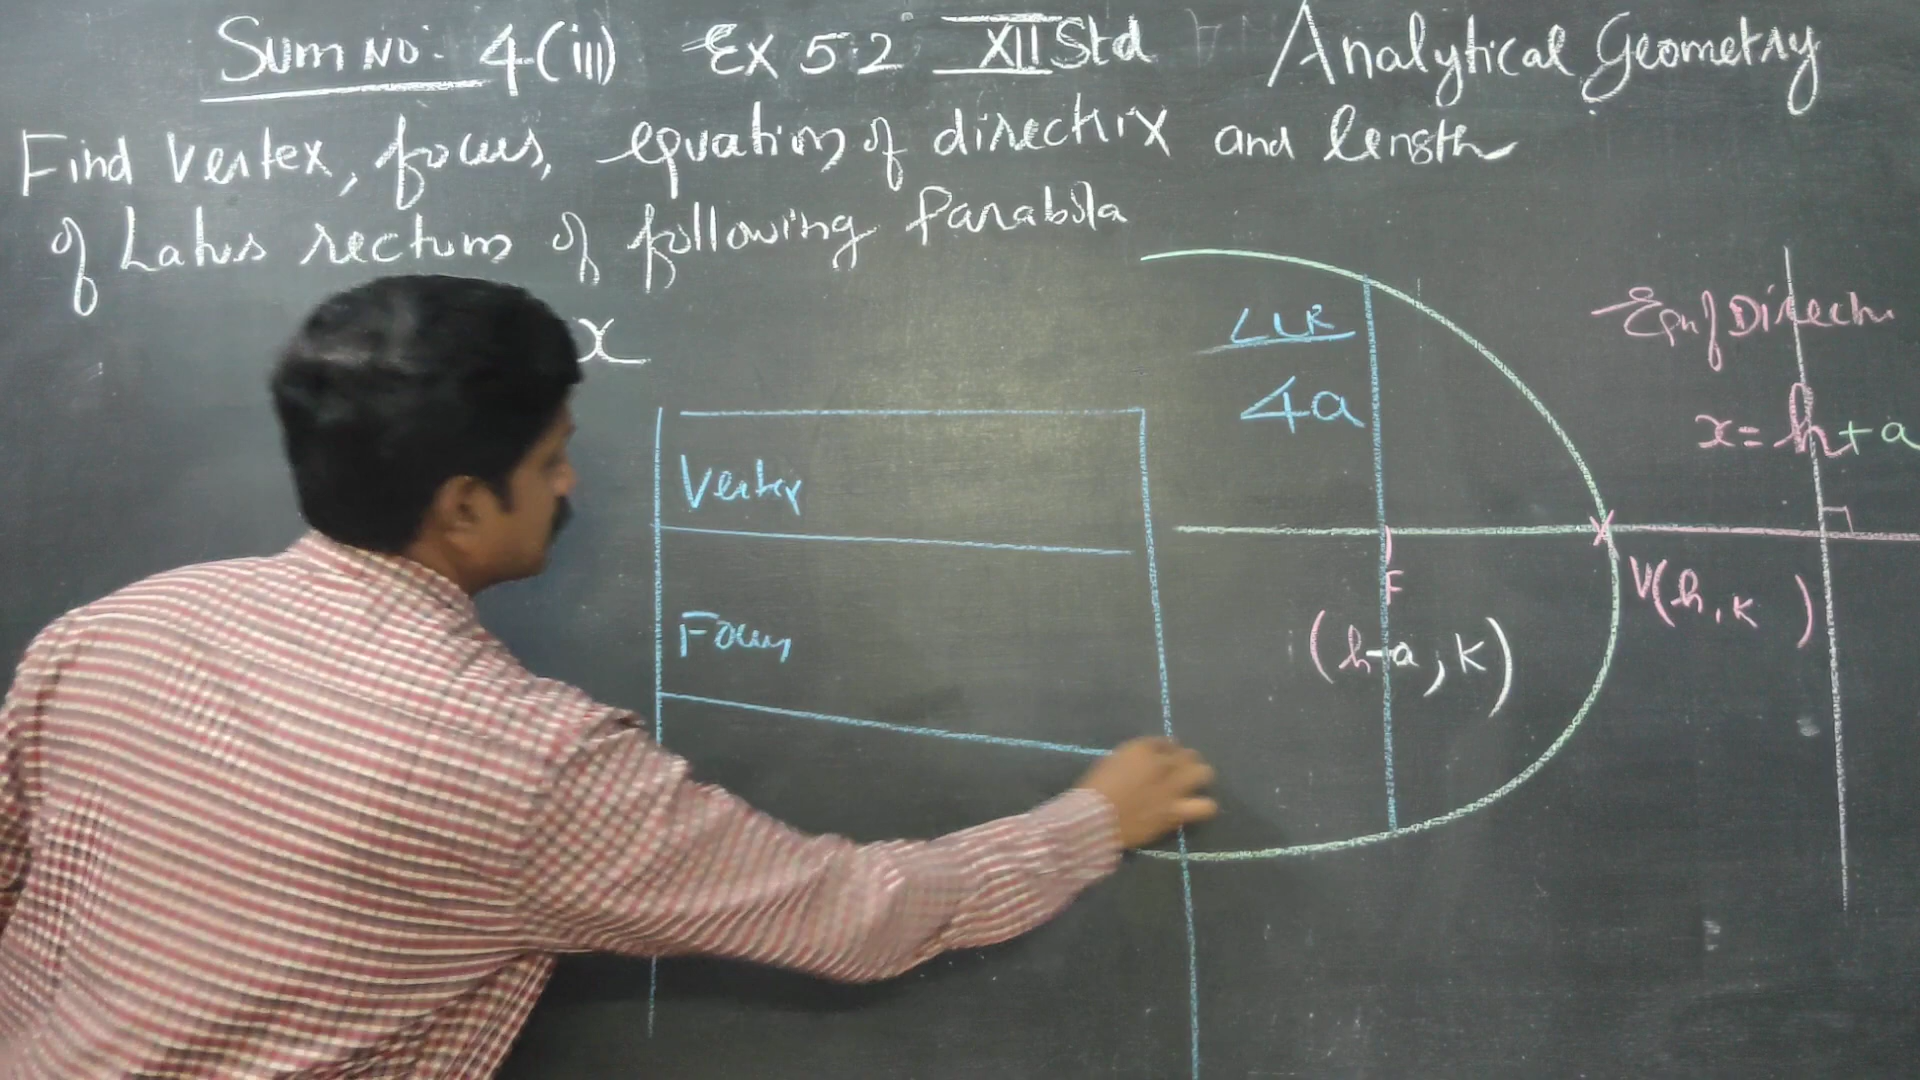 Sum No: 4(iii) Ex 5.2 XII Std Analytical Geometry
Find Vertex, focus, equation of directrix and length
of Latus rectum of following Parabola
x
LLR
4a
Eqn of Directr
x = h + a
Vertex
Focus
F
V(h, k )
(h-a, k)